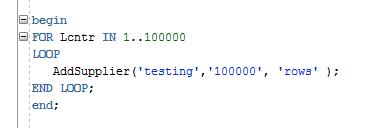 begin
FOR Lcntr IN 1..100000
LOOP
AddSupplier('testing','100000', 'rows' );
END LOOP;
end;